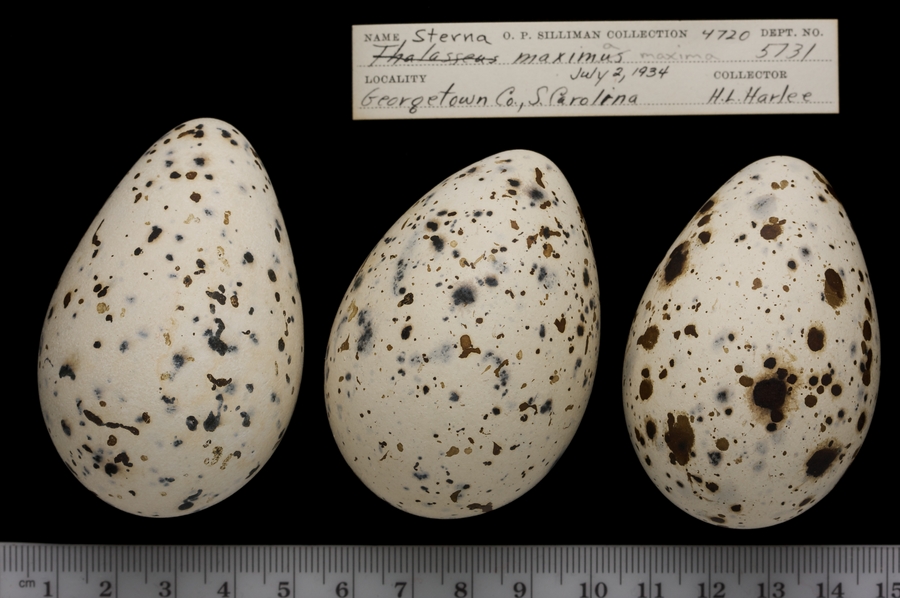 NAME Sterna O. P. SILLIMAN COLLECTION 4720 DEPT. NO.
Thalasseus maximus a maxima 5731
LOCALITY July 2, 1934 COLLECTOR
Georgetown Co., S. Carolina H. L. Harlee
cm 1 2 3 4 5 6 7 8 9 10 11 12 13 14 15